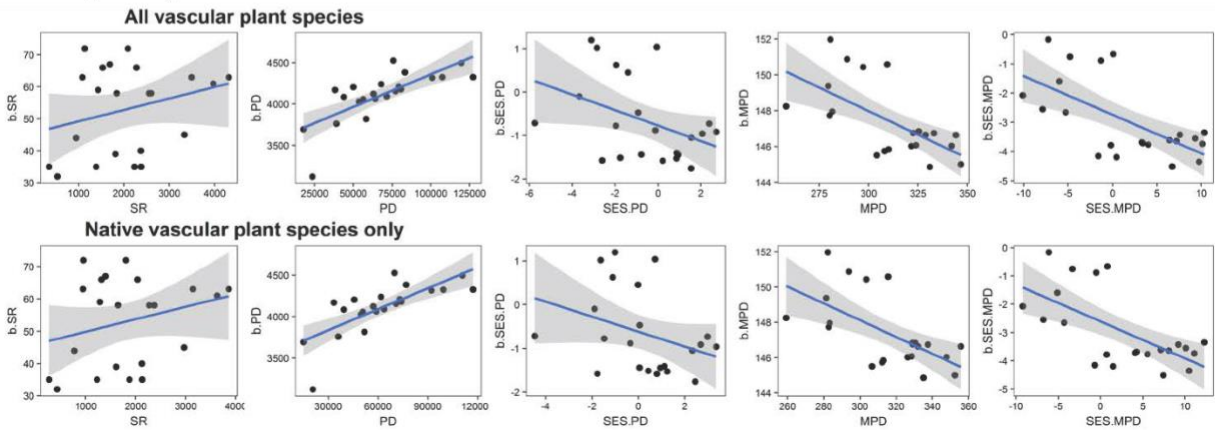 All vascular plant species
b.SR
70
60
50
40
30
0 1000 2000 3000 4000
SR
b.PD
4500
4000
3500
25000 50000 75000 100000 125000
PD
b.SES.PD
1
0
-1
-2
-6 -4 -2 0 2
SES.PD
b.MPD
152
150
148
146
144
280 300 320 340
MPD
b.SES.MPD
0
-1
-2
-3
-4
-5
-10 -5 0 5 10
SES.MPD
Native vascular plant species only
b.SR
80
70
60
50
40
30
1000 2000 3000
SR
b.PD
4500
4000
3500
30000 60000 90000 12000
PD
b.SES.PD
1
0
-1
-4 -2 0 2
SES.PD
b.MPD
152
150
148
146
144
260 280 300 320 340 360
MPD
b.SES.MPD
0
-1
-2
-3
-4
-5
-10 -5 0 5 10
SES.MPD